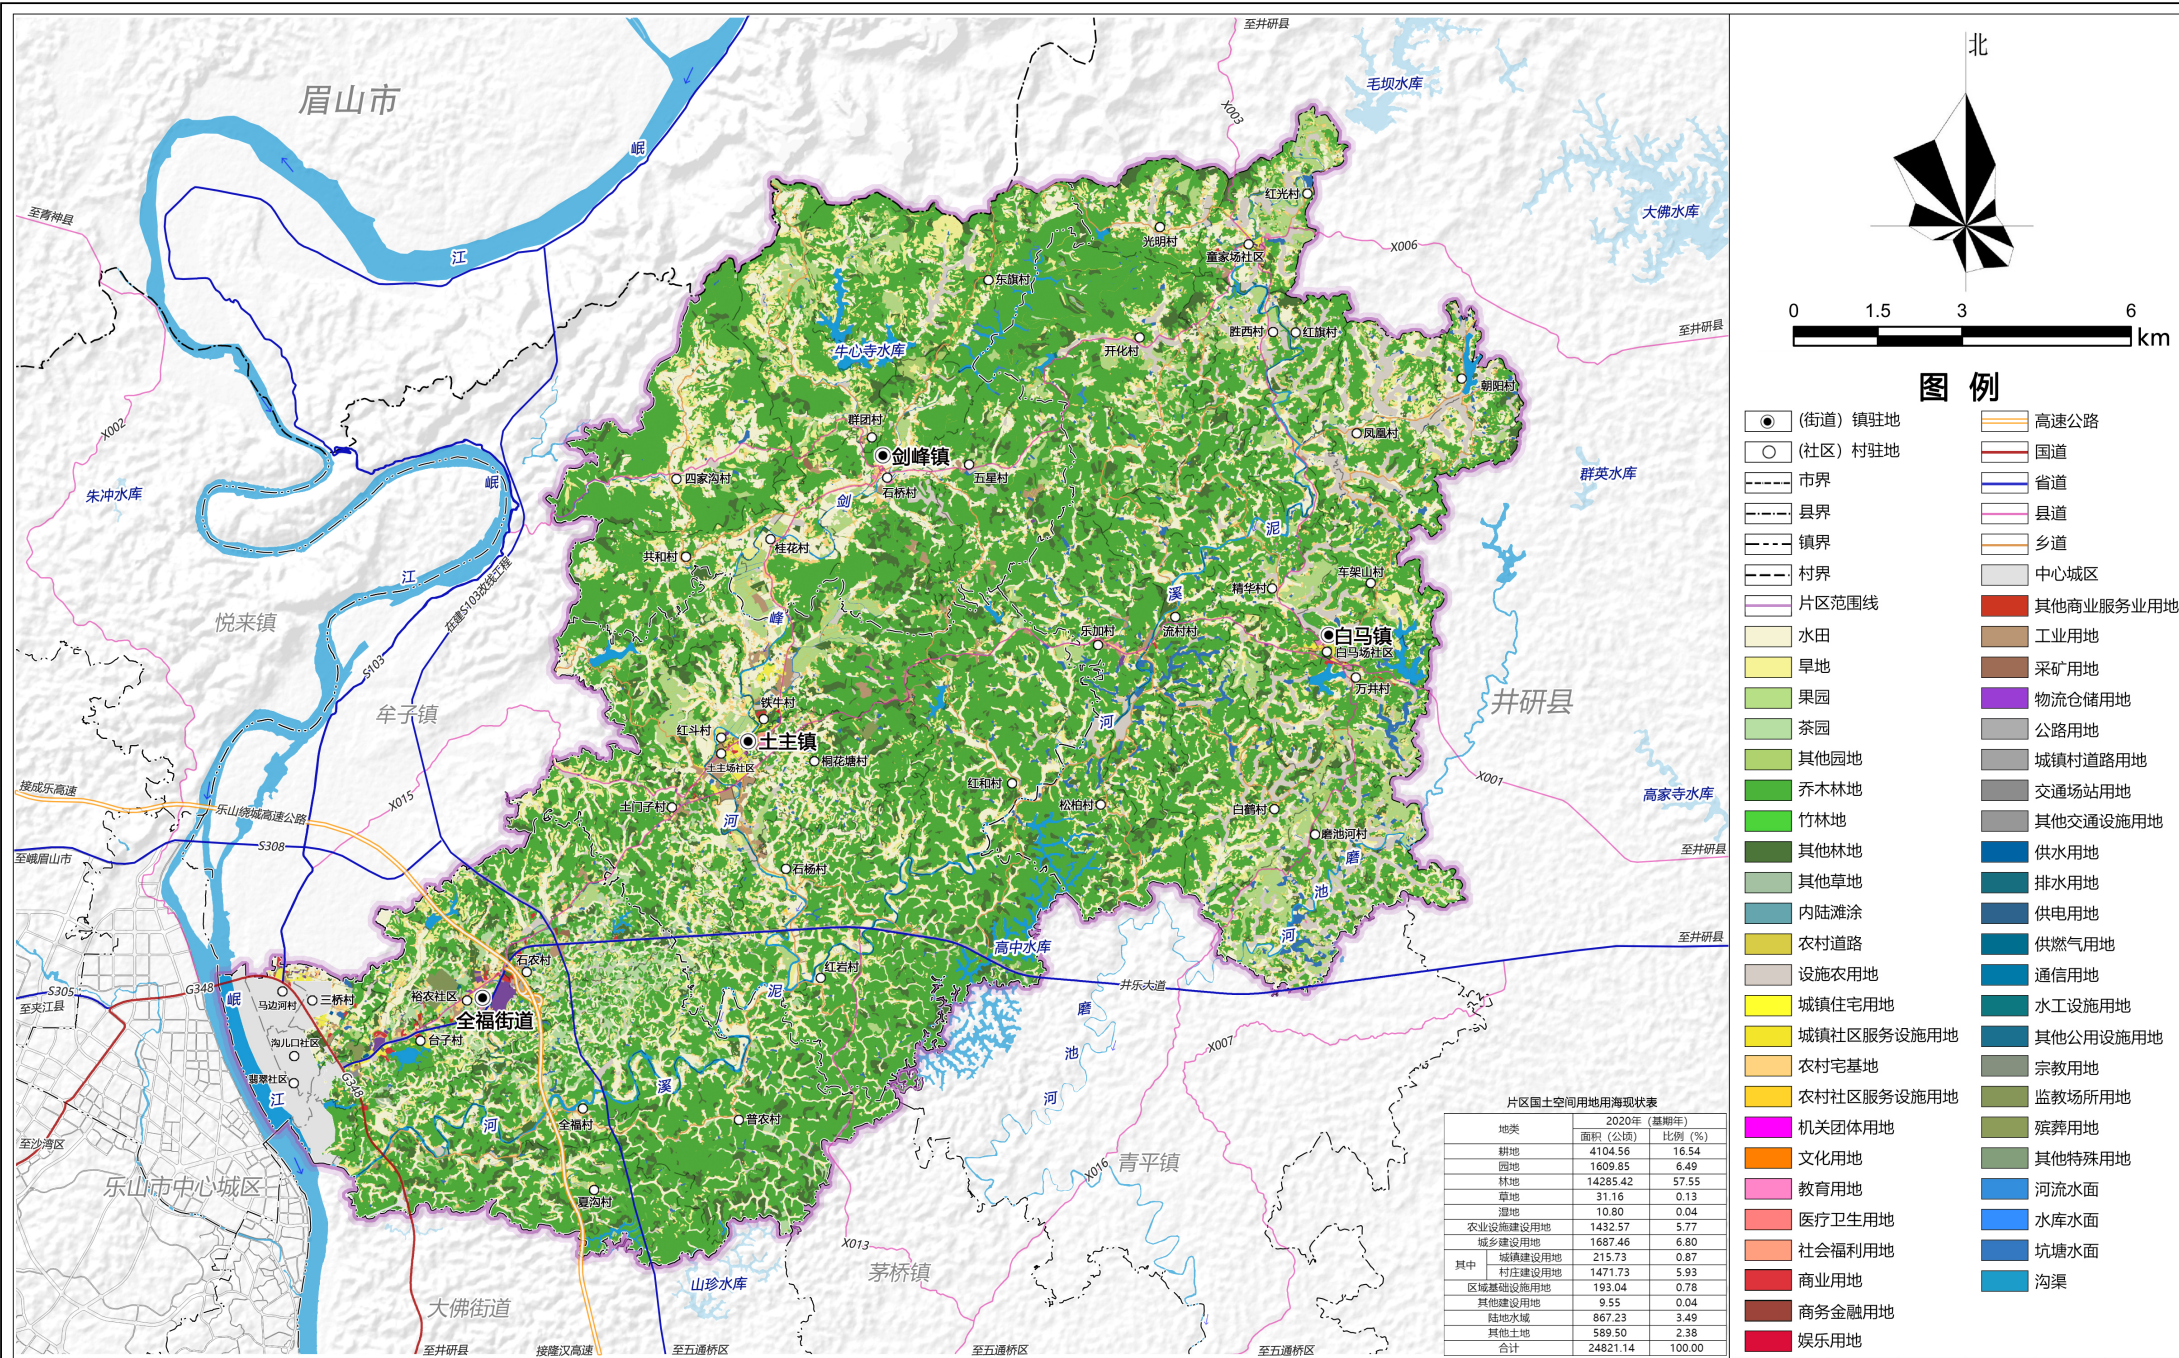 眉山市
至青神县
至井研县
毛坝水库
X003
岷
江
大佛水库
红光村
光明村
童家场社区
X006
东旗村
至井研县
胜西村
红旗村
开化村
牛心寺水库
朝阳村
X002
群团村
剑峰镇
凤凰村
四家沟村
石桥村
五星村
群英水库
朱冲水库
岷
剑
泥
桂花村
共和村
江
在建S103改线工程
车架山村
精华村
溪
悦来镇
峰
乐加村
流村村
白马镇
白马场社区
S103
万井村
井研县
牟子镇
铁牛村
河
红斗村
土主镇
土主场社区
桐花塘村
红和村
X001
接成乐高速
乐山绕城高速公路
X015
土门子村
松柏村
白鹤村
高家寺水库
河
磨池河村
S308
至峨眉山市
石杨村
磨
池
至井研县
河
高中水库
至井研县
石农村
红岩村
井乐大道
G348
S305
至夹江县
岷
马边河村
三桥村
裕农社区
全福街道
泥
磨
沟儿口社区
台子村
池
X007
翡翠社区
G348
江
溪
河
河
全福村
普农村
至沙湾区
乐山市中心城区
夏沟村
青平镇
X016
X013
茅桥镇
山珍水库
大佛街道
至井研县
接隆汉高速
至五通桥区
至五通桥区
至五通桥区
片区国土空间用地用海现状表
地类 2020年（基期年）
面积（公顷） 比例（%）
耕地 4104.56 16.54
园地 1609.85 6.49
林地 14285.42 57.55
草地 31.16 0.13
湿地 10.80 0.04
农业设施建设用地 1432.57 5.77
城乡建设用地 1687.46 6.80
其中 城镇建设用地 215.73 0.87
村庄建设用地 1471.73 5.93
区域基础设施用地 193.04 0.78
其他建设用地 9.55 0.04
陆地水域 867.23 3.49
其他土地 589.50 2.38
合计 24821.14 100.00
北
0 1.5 3 6 km
图 例
(街道）镇驻地
(社区）村驻地
市界
县界
镇界
村界
片区范围线
水田
旱地
果园
茶园
其他园地
乔木林地
竹林地
其他林地
其他草地
内陆滩涂
农村道路
设施农用地
城镇住宅用地
城镇社区服务设施用地
农村宅基地
农村社区服务设施用地
机关团体用地
文化用地
教育用地
医疗卫生用地
社会福利用地
商业用地
商务金融用地
娱乐用地
高速公路
国道
省道
县道
乡道
中心城区
其他商业服务业用地
工业用地
采矿用地
物流仓储用地
公路用地
城镇村道路用地
交通场站用地
其他交通设施用地
供水用地
排水用地
供电用地
供燃气用地
通信用地
水工设施用地
其他公用设施用地
宗教用地
监教场所用地
殡葬用地
其他特殊用地
河流水面
水库水面
坑塘水面
沟渠